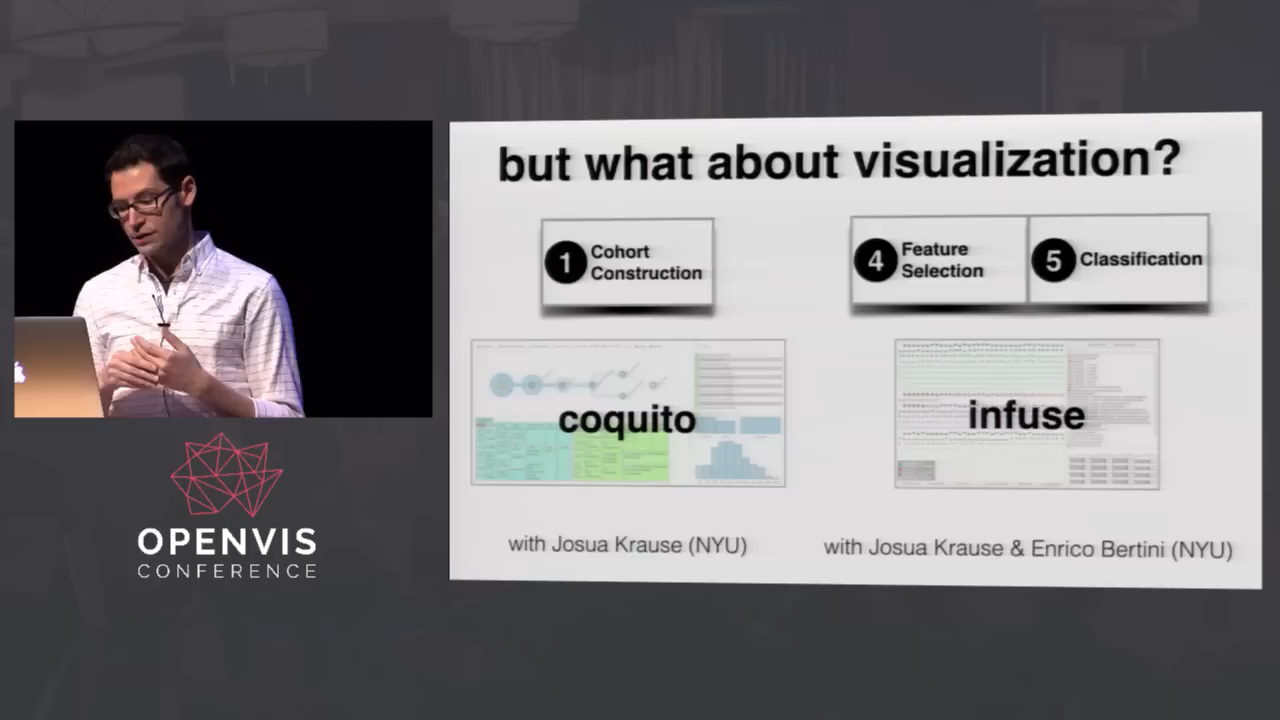 but what about visualization?
1 Cohort
Construction
4 Feature
Selection
5 Classification
coquito
infuse
with Josua Krause (NYU)
with Josua Krause & Enrico Bertini (NYU)
OPENVIS
CONFERENCE